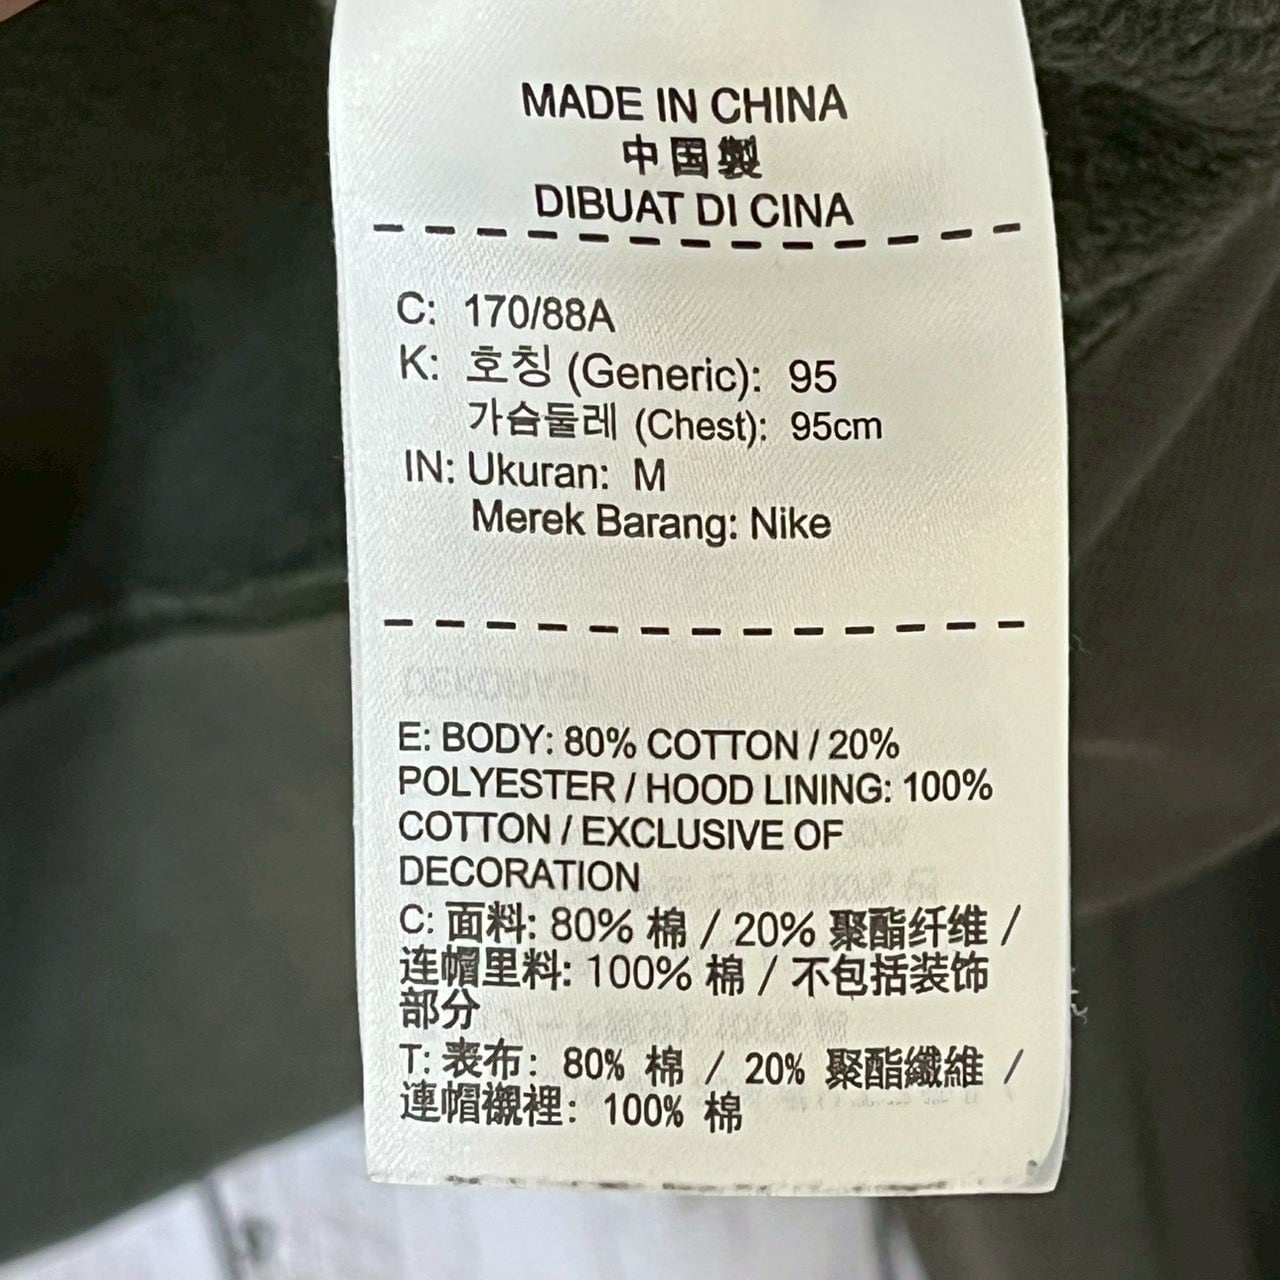 MADE IN CHINA
中国製
DIBUAT DI CINA
C: 170/88A
K: 호칭 (Generic): 95
가슴둘레 (Chest): 95cm
IN: Ukuran: M
Merek Barang: Nike
E: BODY: 80% COTTON / 20%
POLYESTER / HOOD LINING: 100%
COTTON / EXCLUSIVE OF
DECORATION
C: 面料: 80% 棉 / 20% 聚酯纤维 /
连帽里料: 100% 棉 / 不包括装饰
部分
T: 表布: 80% 棉 / 20% 聚酯纖維 /
連帽襯裡: 100% 棉